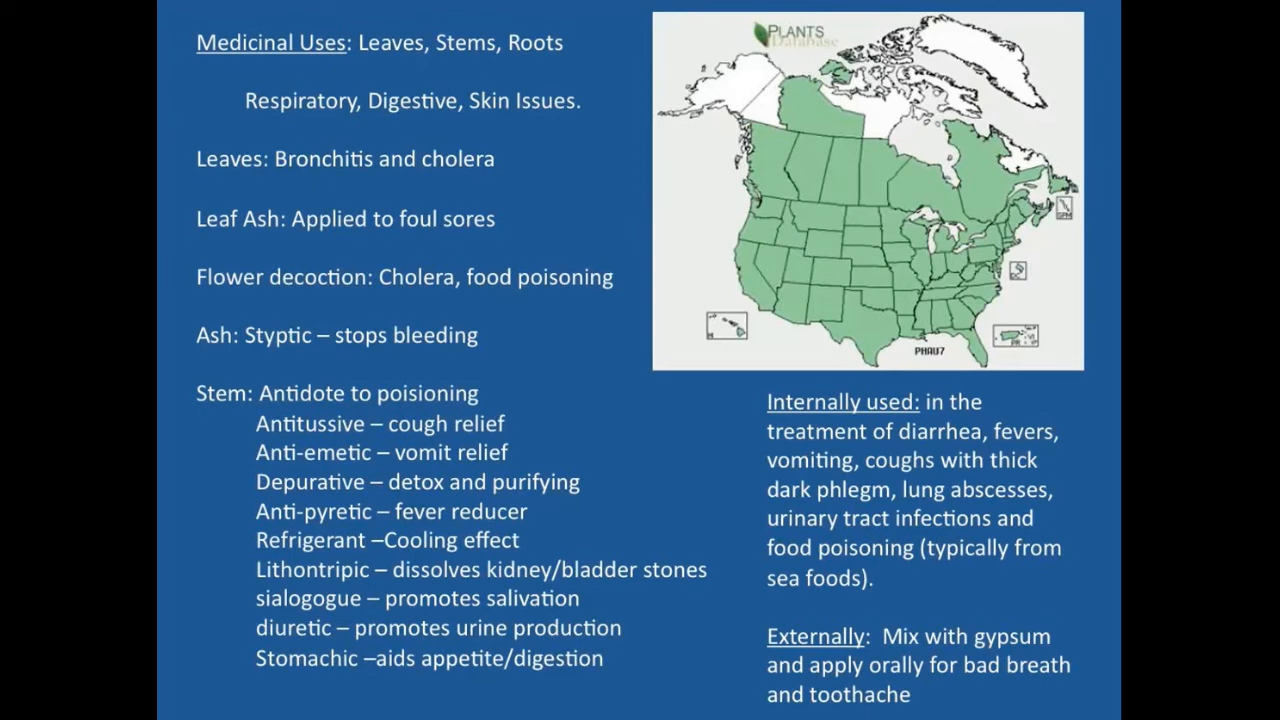 Medicinal Uses: Leaves, Stems, Roots
Respiratory, Digestive, Skin Issues.
Leaves: Bronchitis and cholera
Leaf Ash: Applied to foul sores
Flower decoction: Cholera, food poisoning
Ash: Styptic – stops bleeding
Stem: Antidote to poisioning
Antitussive – cough relief
Anti-emetic – vomit relief
Depurative – detox and purifying
Anti-pyretic – fever reducer
Refrigerant –Cooling effect
Lithontripic – dissolves kidney/bladder stones
sialogogue – promotes salivation
diuretic – promotes urine production
Stomachic –aids appetite/digestion
PLANTS
Database
PHAU7
Internally used: in the
treatment of diarrhea, fevers,
vomiting, coughs with thick
dark phlegm, lung abscesses,
urinary tract infections and
food poisoning (typically from
sea foods).
Externally:  Mix with gypsum
and apply orally for bad breath
and toothache